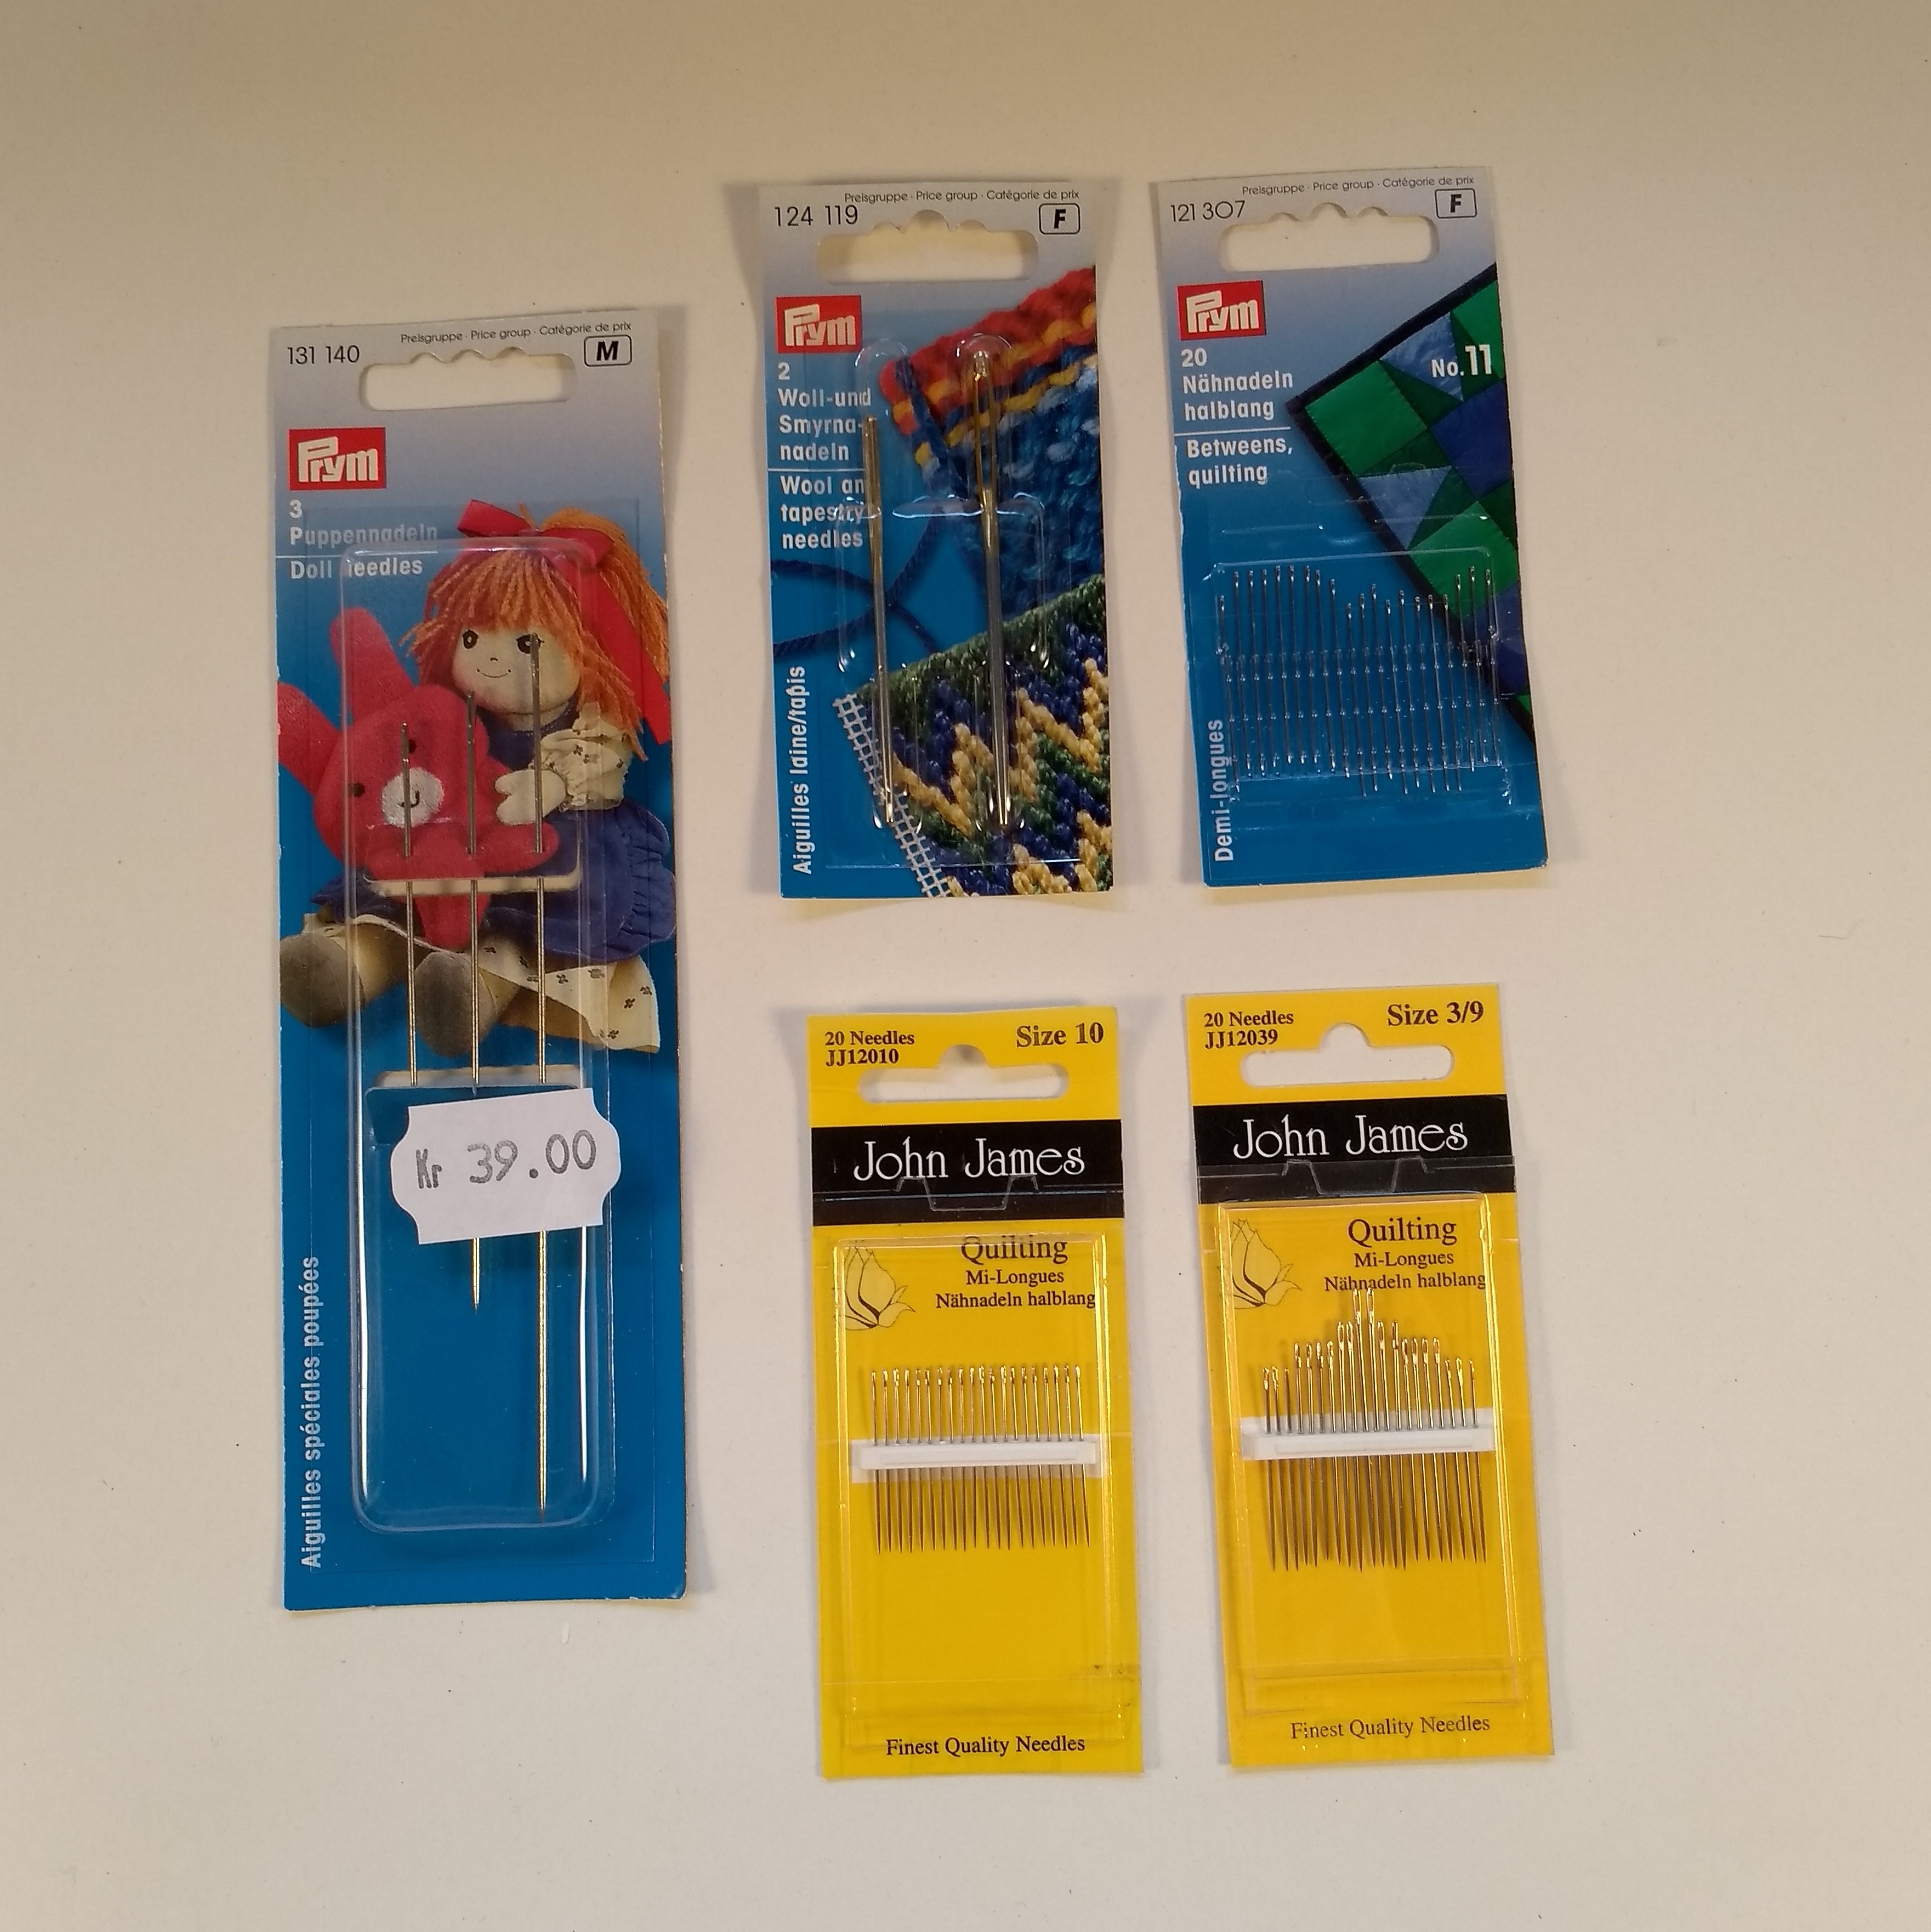 131 140
Preisgruppe · Price group · Catégorie de prix
M
Prym
3
Puppennadeln
Doll needles
Aiguilles spéciales poupées
Kr 39.00
124 119
Preisgruppe · Price group · Catégorie de prix
F
Prym
2
Woll-und
Smyrna-
nadeln
Wool an
tapestry
needles
Aiguilles laine/tapis
121 307
Preisgruppe · Price group · Catégorie de prix
F
Prym
20
Nähnadeln
halblang
Betweens,
quilting
No.11
Demi-longues
20 Needles
JJ12010
Size 10
John James
Quilting
Mi-Longues
Nähnadeln halblang
Finest Quality Needles
20 Needles
JJ12039
Size 3/9
John James
Quilting
Mi-Longues
Nähnadeln halblang
Finest Quality Needles